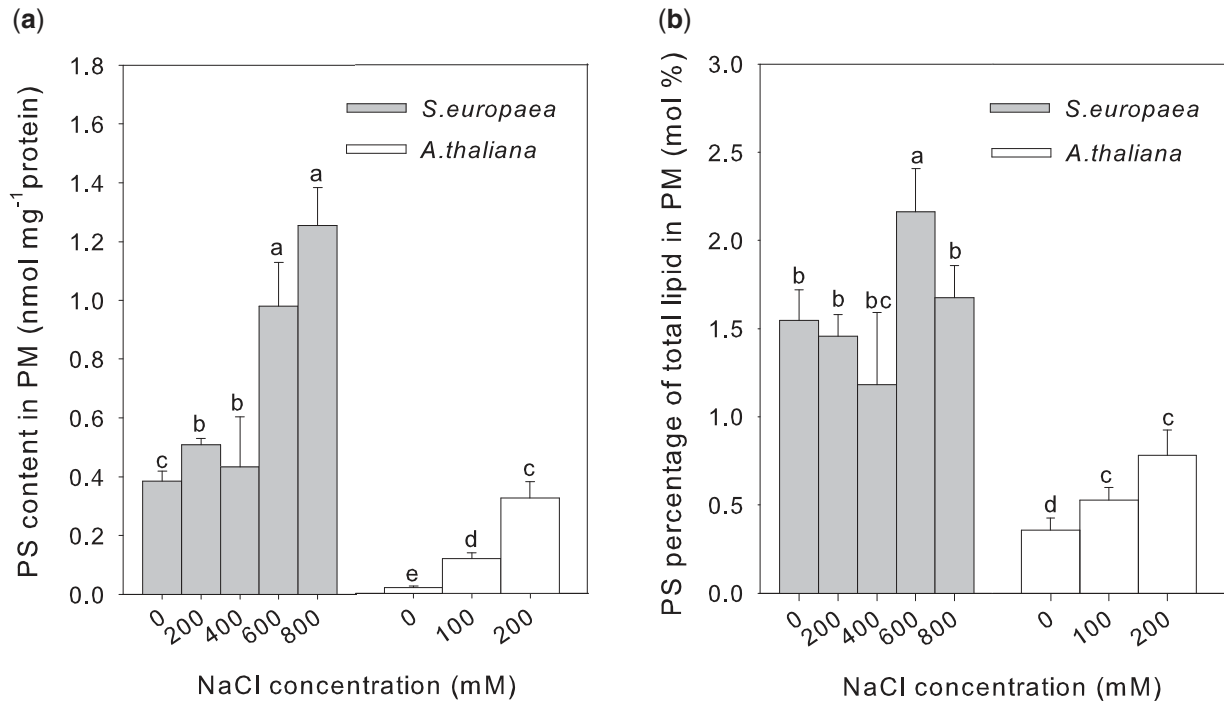 (a)
PS content in PM (nmol mg⁻¹protein)
1.8
1.6
1.4
1.2
1.0
0.8
0.6
0.4
0.2
0.0
S.europaea
A.thaliana
c
b
b
a
a
e
d
c
0
200
400
600
800
0
100
200
NaCl concentration (mM)
(b)
PS percentage of total lipid in PM (mol %)
3.0
2.5
2.0
1.5
1.0
0.5
0.0
S.europaea
A.thaliana
b
b
bc
a
b
d
c
c
0
200
400
600
800
0
100
200
NaCl concentration (mM)